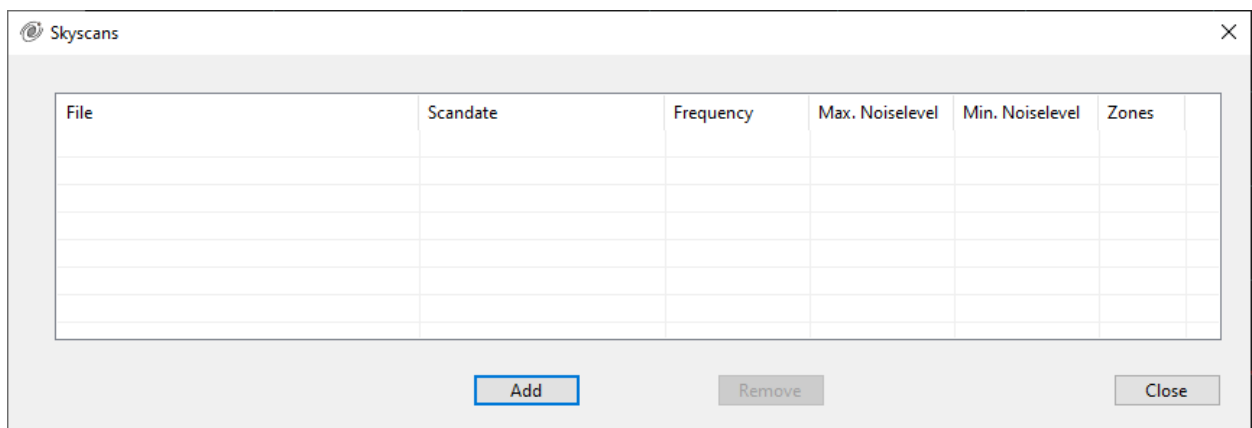 Skyscans
File Scandate Frequency Max. Noiselevel Min. Noiselevel Zones
Add Remove Close